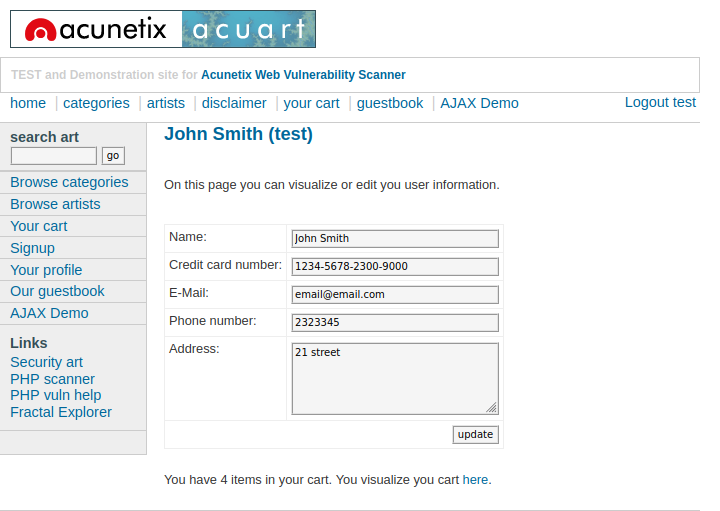 acunetix acuart
TEST and Demonstration site for Acunetix Web Vulnerability Scanner
home | categories | artists | disclaimer | your cart | guestbook | AJAX Demo
Logout test
search art
go
Browse categories
Browse artists
Your cart
Signup
Your profile
Our guestbook
AJAX Demo
Links
Security art
PHP scanner
PHP vuln help
Fractal Explorer
John Smith (test)
On this page you can visualize or edit you user information.
Name: John Smith
Credit card number: 1234-5678-2300-9000
E-Mail: email@email.com
Phone number: 2323345
Address: 21 street
update
You have 4 items in your cart. You visualize you cart here.